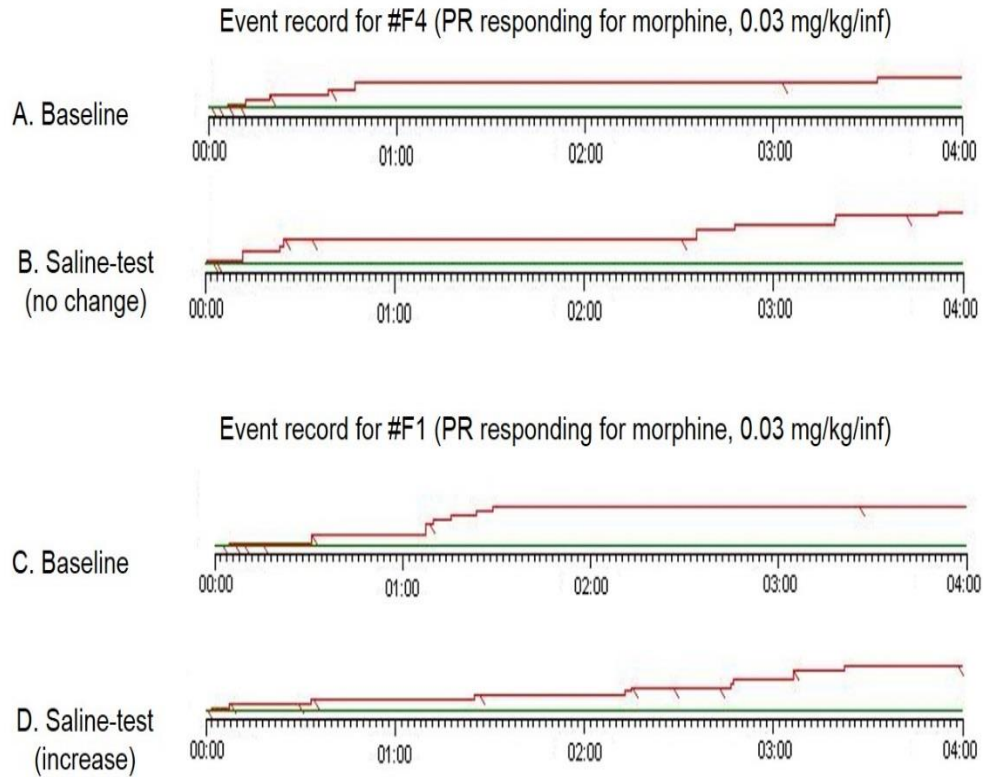 Event record for #F4 (PR responding for morphine, 0.03 mg/kg/inf)
A. Baseline
00:00 01:00 02:00 03:00 04:00
B. Saline-test
(no change)
00:00 01:00 02:00 03:00 04:00
Event record for #F1 (PR responding for morphine, 0.03 mg/kg/inf)
C. Baseline
00:00 01:00 02:00 03:00 04:00
D. Saline-test
(increase)
00:00 01:00 02:00 03:00 04:00